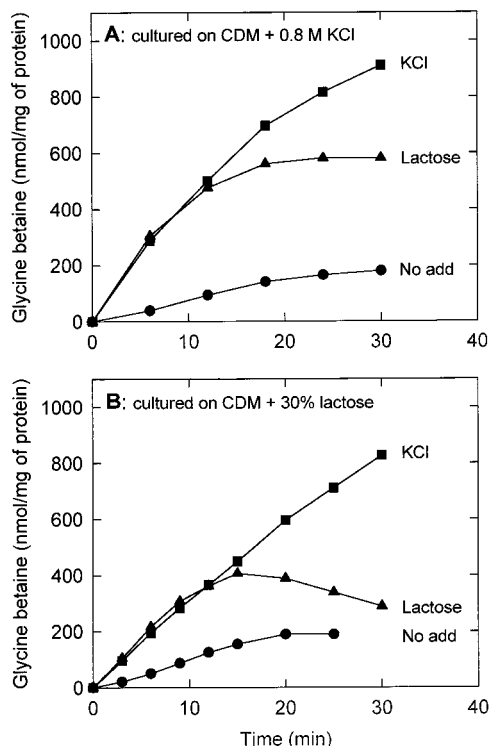 A: cultured on CDM + 0.8 M KCl
1000
800
600
400
200
0
Glycine betaine (nmol/mg of protein)
KCl
Lactose
No add
0 10 20 30 40
B: cultured on CDM + 30% lactose
1000
800
600
400
200
0
Glycine betaine (nmol/mg of protein)
KCl
Lactose
No add
0 10 20 30 40
Time (min)